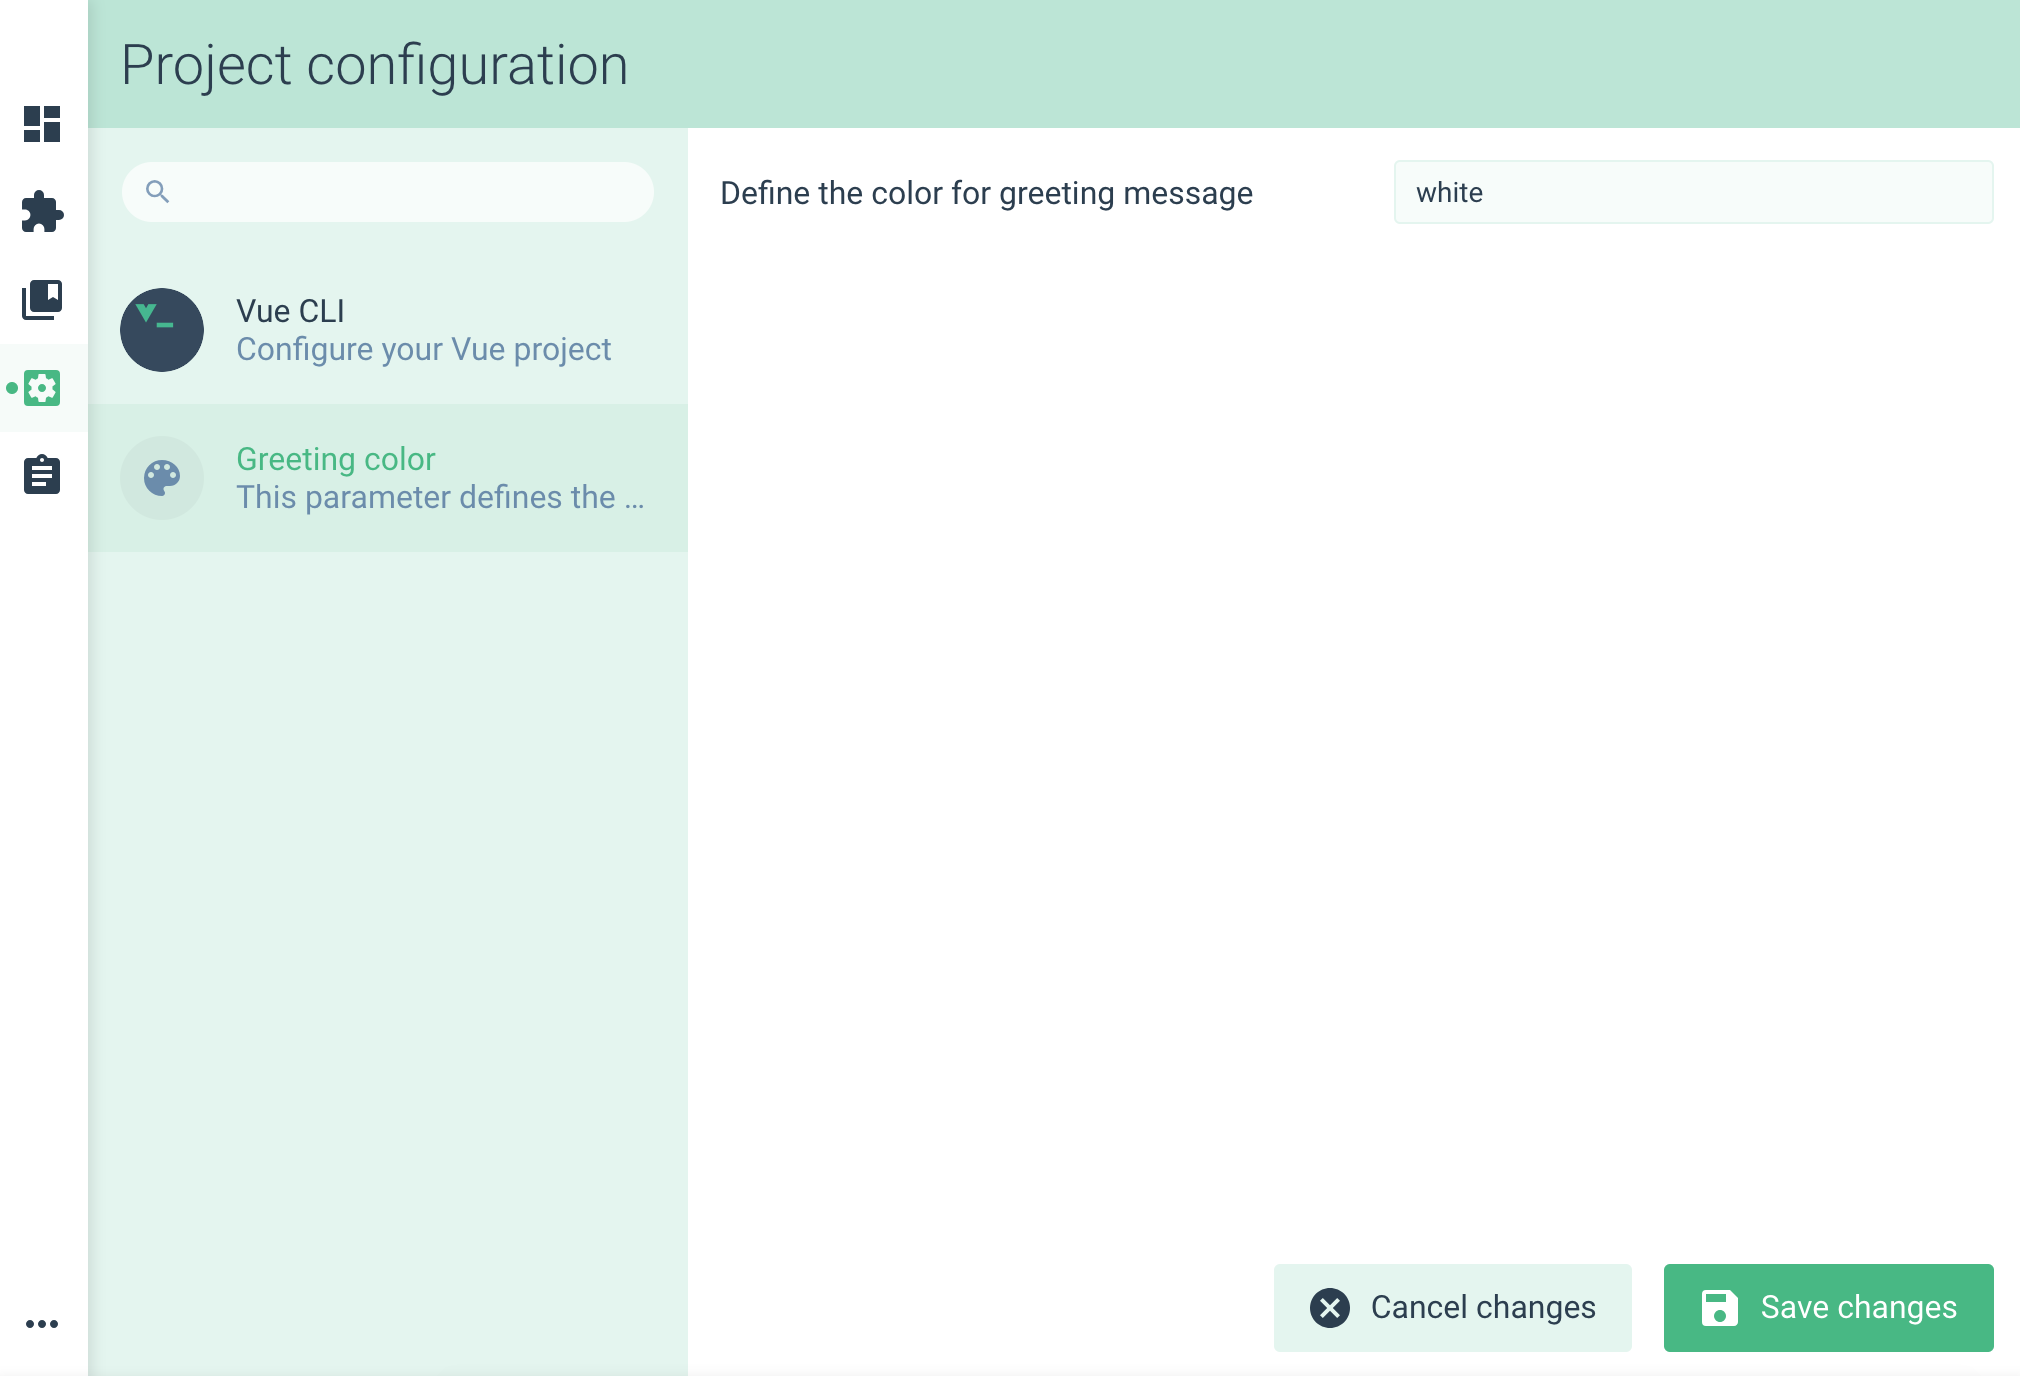 Project configuration
Define the color for greeting message
white
Vue CLI
Configure your Vue project
Greeting color
This parameter defines the ...
Cancel changes
Save changes